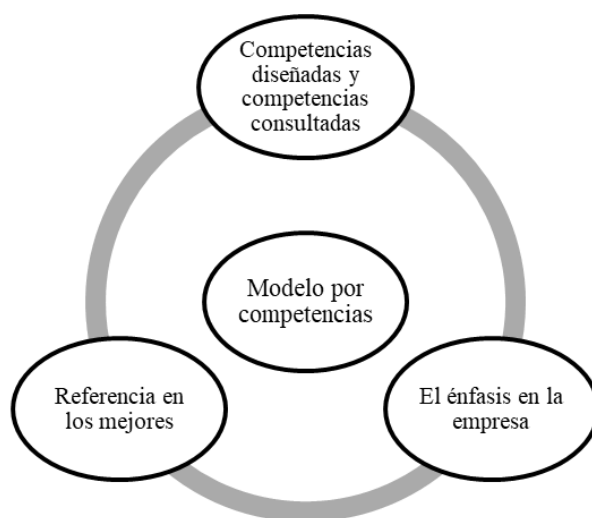 Competencias
diseñadas y
competencias
consultadas
Modelo por
competencias
Referencia en
los mejores
El énfasis en la
empresa